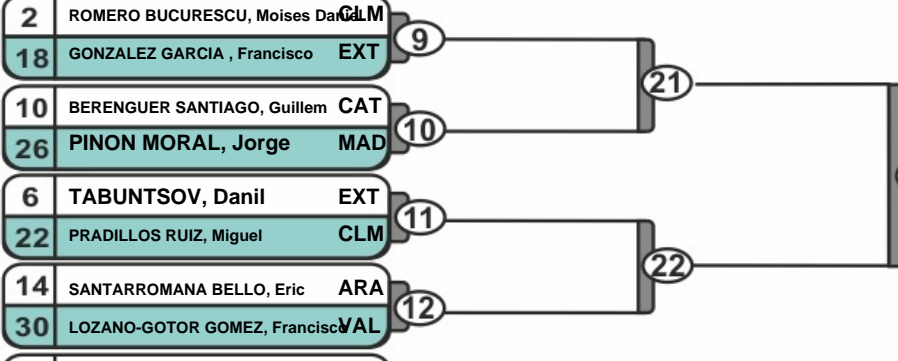 2 ROMERO BUCURESCU, Moises Daniel CLM
9
18 GONZALEZ GARCIA , Francisco EXT
21
10 BERENGUER SANTIAGO, Guillem CAT
10
26 PINON MORAL, Jorge MAD
6 TABUNTSOV, Danil EXT
11
22 PRADILLOS RUIZ, Miguel CLM
22
14 SANTARROMANA BELLO, Eric ARA
12
30 LOZANO-GOTOR GOMEZ, Francisco VAL